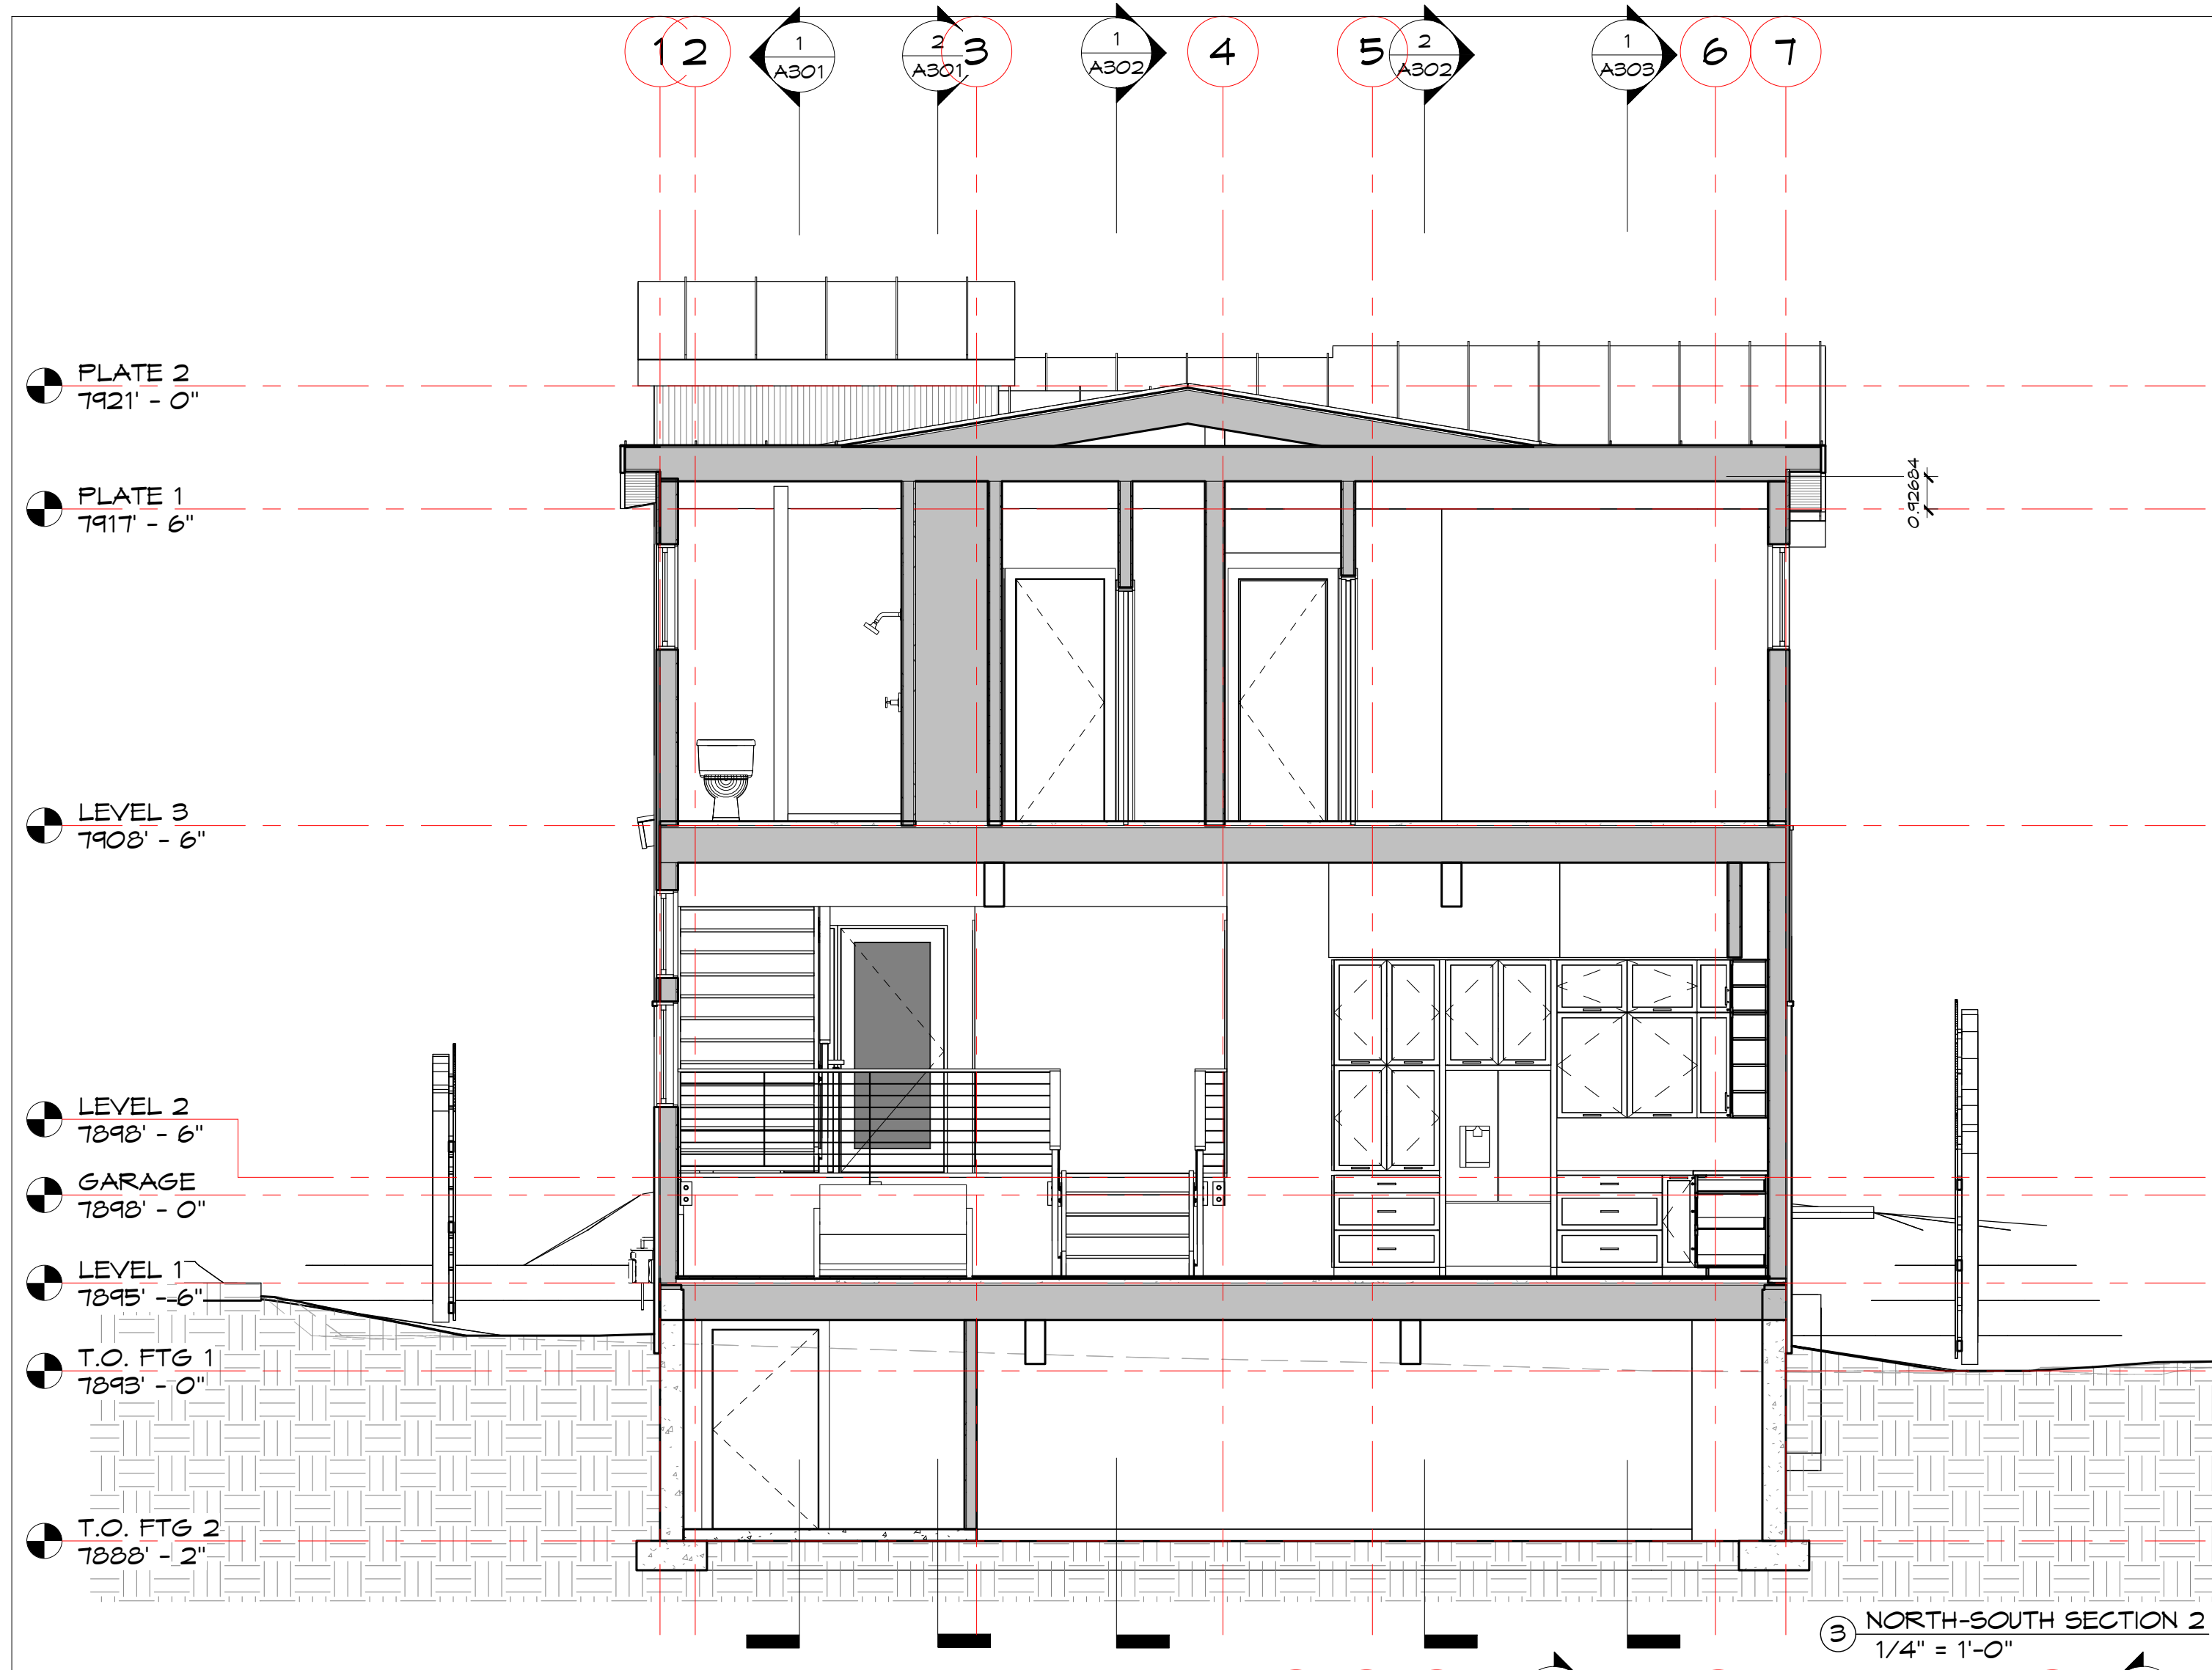 1
2
1
A301
2
A301
3
1
A302
4
5
2
A302
1
A303
6
7
PLATE 2
7921' - 0"
PLATE 1
7917' - 6"
0.92684
LEVEL 3
7908' - 6"
LEVEL 2
7898' - 6"
GARAGE
7898' - 0"
LEVEL 1
7895' - 6"
T.O. FTG 1
7893' - 0"
T.O. FTG 2
7888' - 2"
3
NORTH-SOUTH SECTION 2
1/4" = 1'-0"